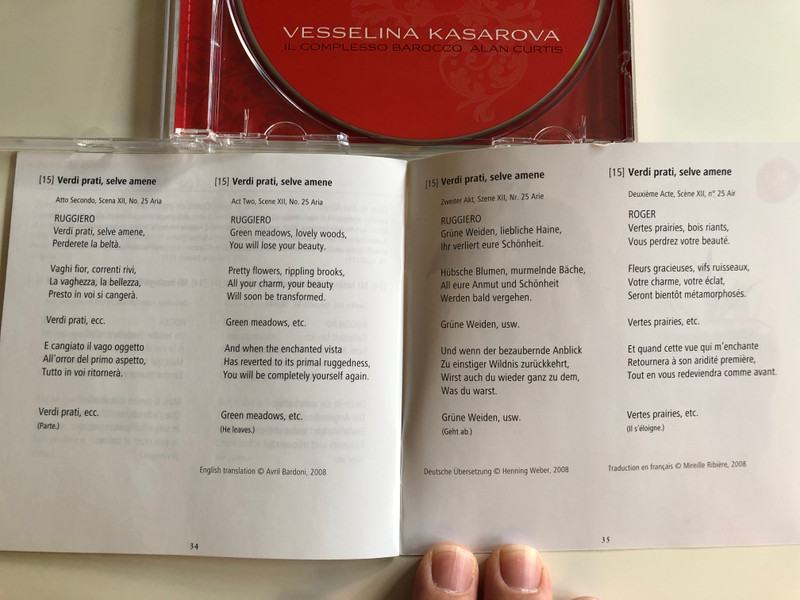 VESSELINA KASAROVA
IL COMPLESSO BAROCCO ALAN CURTIS
[15] Verdi prati, selve amene
Atto Secondo, Scena XII, No. 25 Aria
RUGGIERO
Verdi prati, selve amene,
Perderete la beltà.
Vaghi fior, correnti rivi,
La vaghezza, la bellezza,
Presto in voi si cangerà.
Verdi prati, ecc.
E cangiato il vago oggetto
All'orror del primo aspetto,
Tutto in voi ritornerà.
Verdi prati, ecc.
(Parte.)
[15] Verdi prati, selve amene
Act Two, Scene XII, No. 25 Aria
RUGGIERO
Green meadows, lovely woods,
You will lose your beauty.
Pretty flowers, rippling brooks,
All your charm, your beauty
Will soon be transformed.
Green meadows, etc.
And when the enchanted vista
Has reverted to its primal ruggedness,
You will be completely yourself again.
Green meadows, etc.
(He leaves.)
English translation © Avril Bardoni, 2008
34
[15] Verdi prati, selve amene
Zweiter Akt, Szene XII, Nr. 25 Arie
RUGGIERO
Grüne Weiden, liebliche Haine,
Ihr verliert eure Schönheit.
Hübsche Blumen, murmelnde Bäche,
All eure Anmut und Schönheit
Werden bald vergehen.
Grüne Weiden, usw.
Und wenn der bezaubernde Anblick
Zu einstiger Wildnis zurückkehrt,
Wirst auch du wieder ganz zu dem,
Was du warst.
Grüne Weiden, usw.
(Geht ab.)
Deutsche Übersetzung © Henning Weber, 2008
[15] Verdi prati, selve amene
Deuxième Acte, Scène XII, n° 25 Air
ROGER
Vertes prairies, bois riants,
Vous perdrez votre beauté.
Fleurs gracieuses, vifs ruisseaux,
Votre charme, votre éclat,
Seront bientôt métamorphosés.
Vertes prairies, etc.
Et quand cette vue qui m'enchante
Retournera à son aridité première,
Tout en vous redeviendra comme avant.
Vertes prairies, etc.
(Il s'éloigne.)
Traduction en français © Mireille Ribière, 2008
35